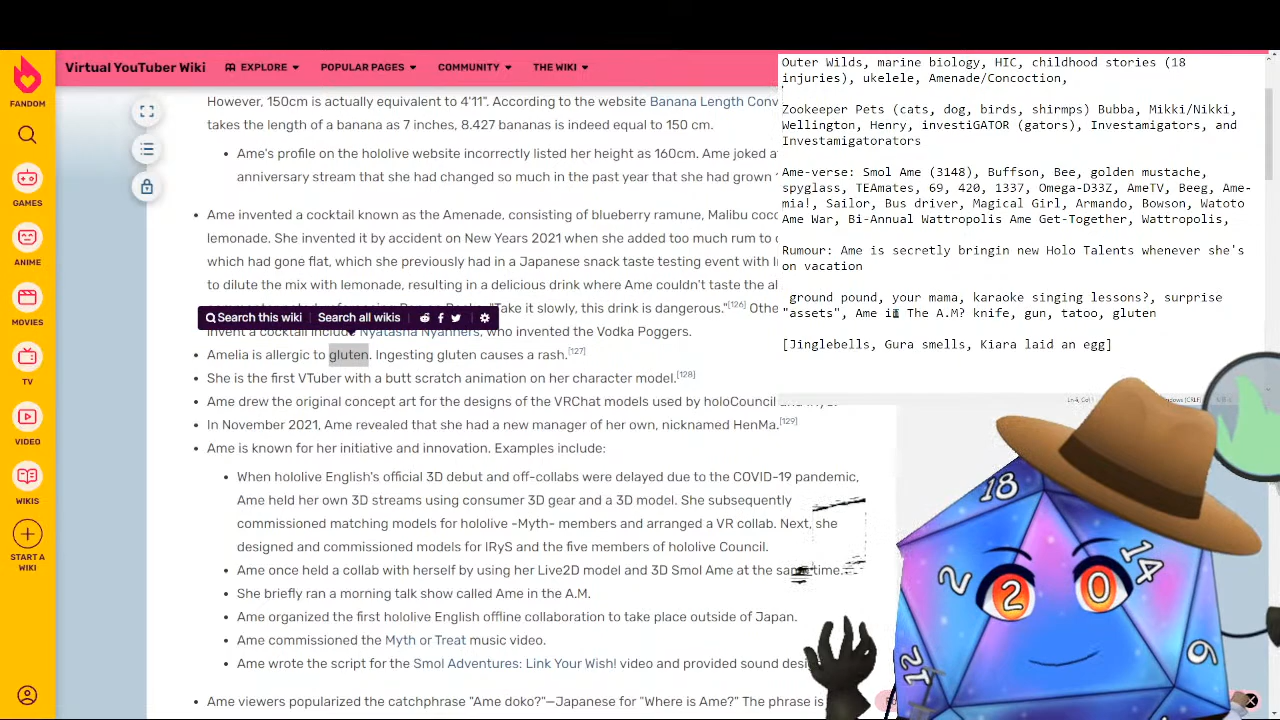 FANDOM
GAMES
ANIME
MOVIES
TV
VIDEO
WIKIS
START A
WIKI
Virtual YouTuber Wiki
EXPLORE
POPULAR PAGES
COMMUNITY
THE WIKI
However, 150cm is actually equivalent to 4'11". According to the website Banana Length Conv
takes the length of a banana as 7 inches, 8.427 bananas is indeed equal to 150 cm.
Ame's profile on the hololive website incorrectly listed her height as 160cm. Ame joked at
anniversary stream that she had changed so much in the past year that she had grown
Ame invented a cocktail known as the Amenade, consisting of blueberry ramune, Malibu coco
lemonade. She invented it by accident on New Years 2021 when she added too much rum to
which had gone flat, which she previously had in a Japanese snack taste testing event with
to dilute the mix with lemonade, resulting in a delicious drink where Ame couldn't taste the al
"Take it slowly, this drink is dangerous."[126] Othe
Search this wiki
Search all wikis
invent a cocktail include Nyatasha Nyanners, who invented the Vodka Poggers.
Amelia is allergic to gluten. Ingesting gluten causes a rash.[127]
She is the first VTuber with a butt scratch animation on her character model.[128]
Ame drew the original concept art for the designs of the VRChat models used by holoCouncil
In November 2021, Ame revealed that she had a new manager of her own, nicknamed HenMa.[129]
Ame is known for her initiative and innovation. Examples include:
When hololive English's official 3D debut and off-collabs were delayed due to the COVID-19 pandemic,
Ame held her own 3D streams using consumer 3D gear and a 3D model. She subsequently
commissioned matching models for hololive -Myth- members and arranged a VR collab. Next, she
designed and commissioned models for IRyS and the five members of hololive Council.
Ame once held a collab with herself by using her Live2D model and 3D Smol Ame at the same time.
She briefly ran a morning talk show called Ame in the A.M.
Ame organized the first hololive English offline collaboration to take place outside of Japan.
Ame commissioned the Myth or Treat music video.
Ame wrote the script for the Smol Adventures: Link Your Wish! video and provided sound desig
Ame viewers popularized the catchphrase "Ame doko?"—Japanese for "Where is Ame?" The phrase is
Outer Wilds, marine biology, HIC, childhood stories (18
injuries), ukelele, Amenade/Concoction,
Zookeeper Pets (cats, dog, birds, shirmps) Bubba, Mikki/Nikki,
Wellington, Henry, investiGATOR (gators), Investamigators, and
Investamigatorators
Ame-verse: Smol Ame (3148), Buffson, Bee, golden mustache,
spyglass, TEAmates, 69, 420, 1337, Omega-D33Z, AmeTV, Beeg, Ame-
mia!, Sailor, Bus driver, Magical Girl, Armando, Bowson, Watoto
Ame War, Bi-Annual Wattropolis Ame Get-Together, Wattropolis,
Rumour: Ame is secretly bringin new Holo Talents whenever she's
on vacation
ground pound, your mama, karaoke singing lessons?, surprise
"assets", Ame in The A.M? knife, gun, tatoo, gluten
[Jinglebells, Gura smells, Kiara laid an egg]
18
2
2
0
14
12
6